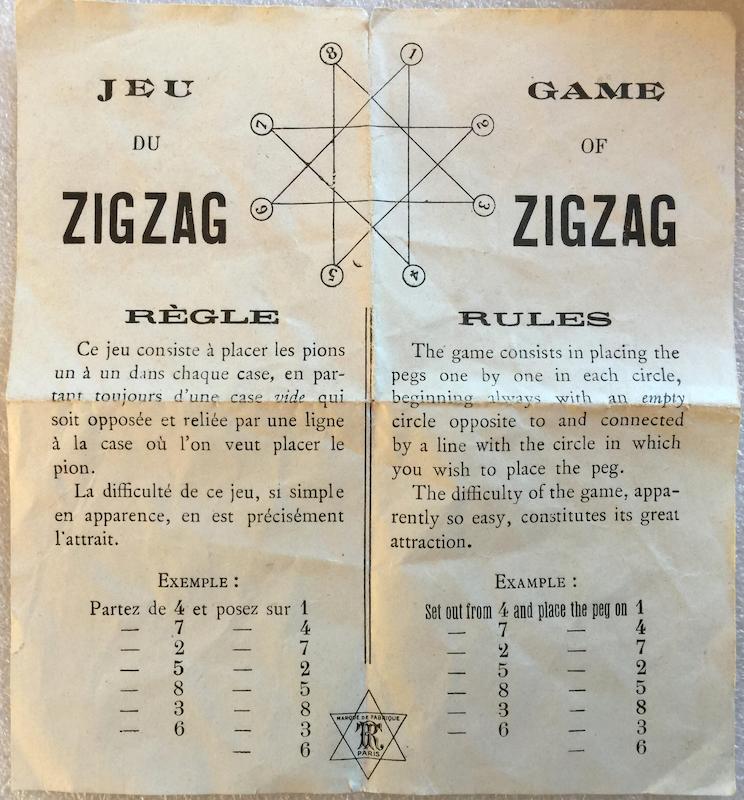 JEU
DU
ZIGZAG
8
1
7
2
6
3
5
4
GAME
OF
ZIGZAG
RÈGLE
Ce jeu consiste à placer les pions
un à un dans chaque case, en par-
tant toujours d'une case vide qui
soit opposée et reliée par une ligne
à la case où l'on veut placer le
pion.
La difficulté de ce jeu, si simple
en apparence, en est précisément
l'attrait.
EXEMPLE :
Partez de 4 et posez sur 1
— 7 — 4
— 2 — 7
— 5 — 2
— 8 — 5
— 3 — 8
— 6 — 3
— 6
RULES
The game consists in placing the
pegs one by one in each circle,
beginning always with an empty
circle opposite to and connected
by a line with the circle in which
you wish to place the peg.
The difficulty of the game, appa-
rently so easy, constitutes its great
attraction.
EXAMPLE :
Set out from 4 and place the peg on 1
— 7 — 4
— 2 — 7
— 5 — 2
— 8 — 5
— 3 — 8
— 6 — 3
— 6
MARQUE DE FABRIQUE
PARIS